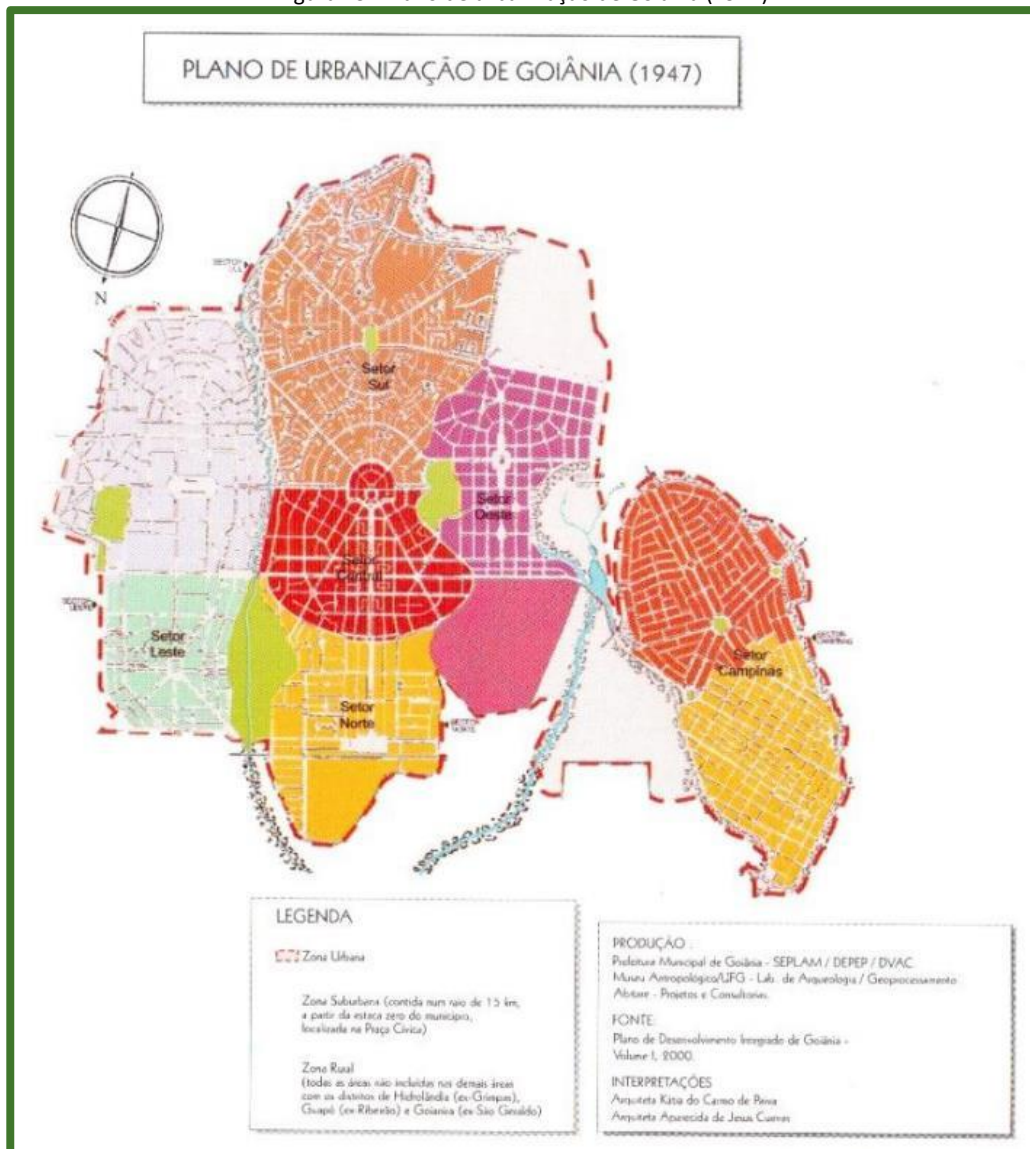 PLANO DE URBANIZAÇÃO DE GOIÂNIA (1947)
N
Setor
Sul
Setor
Oeste
Setor
Central
Setor
Leste
Setor
Norte
Setor
Campinas
LEGENDA
Zona Urbana
Zona Suburbana (contida num raio de 15 km,
a partir da estaca zero do município,
localizada na Praça Cívica)
Zona Rural
(todas as áreas não incluídas nas demais áreas
com os distritos de Hidrolândia (ex-Grimpas),
Guapó (ex-Ribeirão) e Goianira (ex-São Geraldo)
PRODUÇÃO :
Prefeitura Municipal de Goiânia - SEPLAM / DEPEP / DVAC
Museu Antropológico/UFG - Lab. de Arqueologia / Geoprocessamento
Abitare - Projetos e Consultorias.
FONTE:
Plano de Desenvolvimento Integrado de Goiânia -
Volume I, 2000.
INTERPRETAÇÕES
Arquiteta Kátia do Carmo de Paiva
Arquiteta Aparecida de Jesus Cuevas